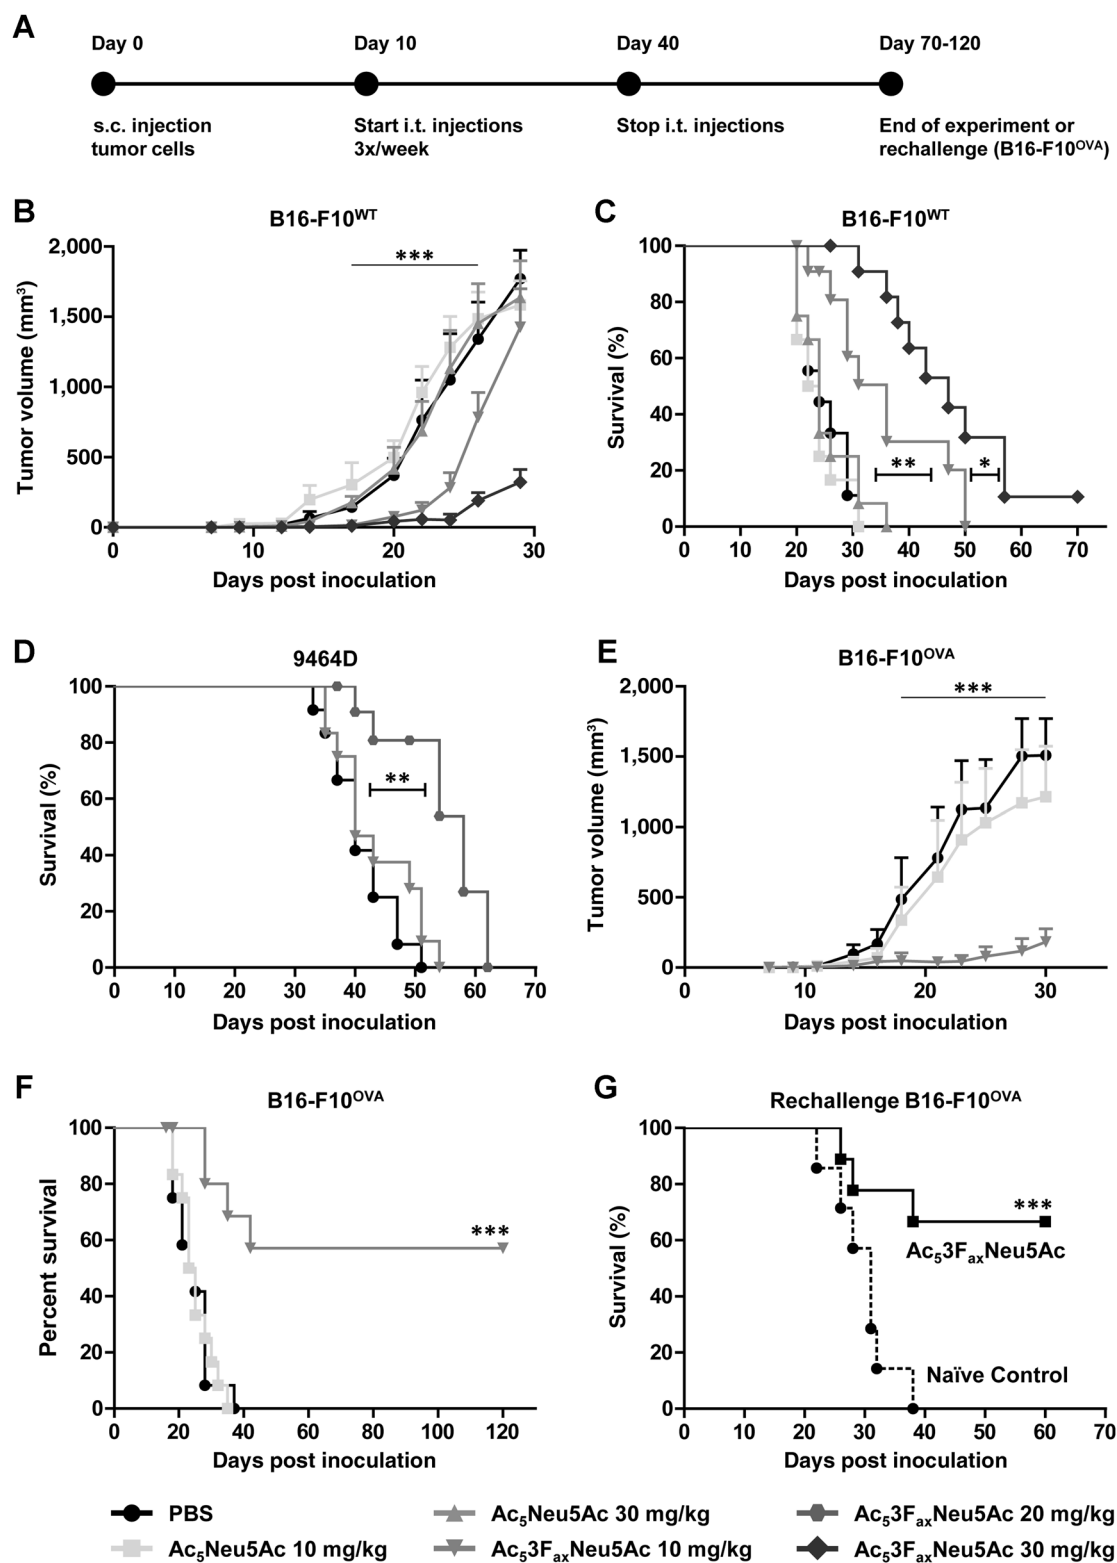 A
Day 0 Day 10 Day 40 Day 70-120
s.c. injection
tumor cells
Start i.t. injections
3x/week
Stop i.t. injections
End of experiment or
rechallenge (B16-F10OVA)
B
B16-F10WT
***
Tumor volume (mm³)
2,000
1,500
1,000
500
0
0 10 20 30
Days post inoculation
C
B16-F10WT
Survival (%)
100
80
60
40
20
0
** *
0 10 20 30 40 50 60 70
Days post inoculation
D
9464D
Survival (%)
100
80
60
40
20
0
**
0 10 20 30 40 50 60 70
Days post inoculation
E
B16-F10OVA
***
Tumor volume (mm³)
2,000
1,500
1,000
500
0
0 10 20 30
Days post inoculation
F
B16-F10OVA
Percent survival
100
80
60
40
20
0
***
0 20 40 60 80 100 120
Days post inoculation
G
Rechallenge B16-F10OVA
Survival (%)
100
80
60
40
20
0
***
Ac₅3FaxNeu5Ac
Naïve Control
0 10 20 30 40 50 60 70
Days post inoculation
PBS
Ac₅Neu5Ac 10 mg/kg
Ac₅Neu5Ac 30 mg/kg
Ac₅3FaxNeu5Ac 10 mg/kg
Ac₅3FaxNeu5Ac 20 mg/kg
Ac₅3FaxNeu5Ac 30 mg/kg